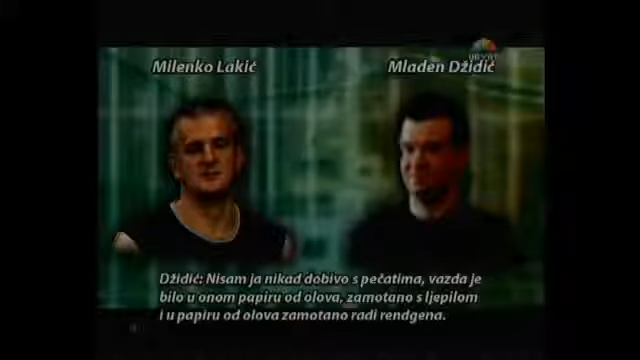 Milenko Lakić
Mladen Džidić
Džidić: Nisam ja nikad dobivo s pečatima, vazda je
bilo u onom papiru od olova, zamotano s ljepilom
i u papiru od olova zamotano radi rendgena.